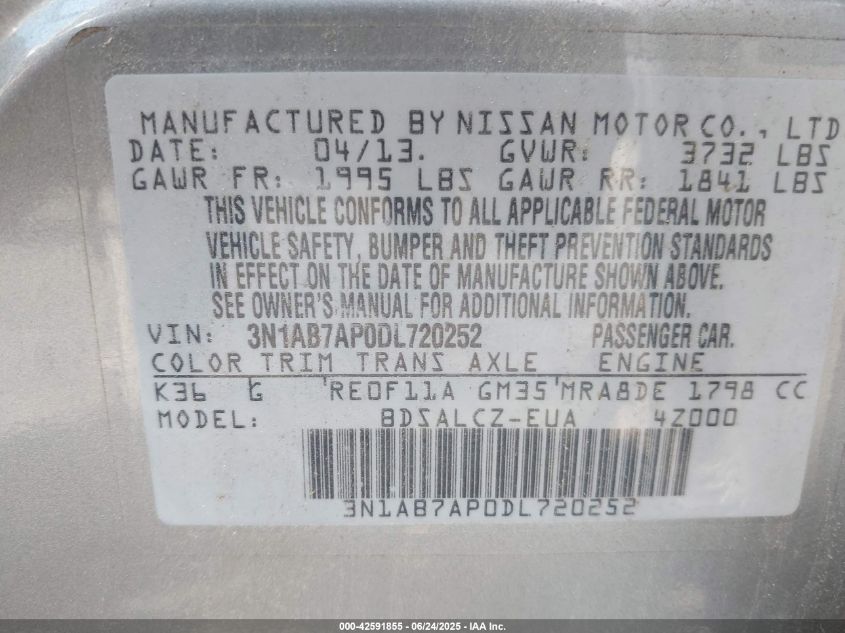 MANUFACTURED BY NISSAN MOTOR CO., LTD
DATE: 04/13. GVWR: 3732 LBS
GAWR FR: 1995 LBS GAWR RR: 1841 LBS
THIS VEHICLE CONFORMS TO ALL APPLICABLE FEDERAL MOTOR
VEHICLE SAFETY, BUMPER AND THEFT PREVENTION STANDARDS
IN EFFECT ON THE DATE OF MANUFACTURE SHOWN ABOVE.
SEE OWNER'S MANUAL FOR ADDITIONAL INFORMATION.
VIN: 3N1AB7AP0DL720252 PASSENGER CAR.
COLOR TRIM TRANS AXLE ENGINE
K36 G 'RE0F11A GM35'MRA8DE 1798 CC
MODEL: BDSALCZ-EUA 4Z000
3N1AB7AP0DL720252
000-42591855 - 06/24/2025 - IAA Inc.